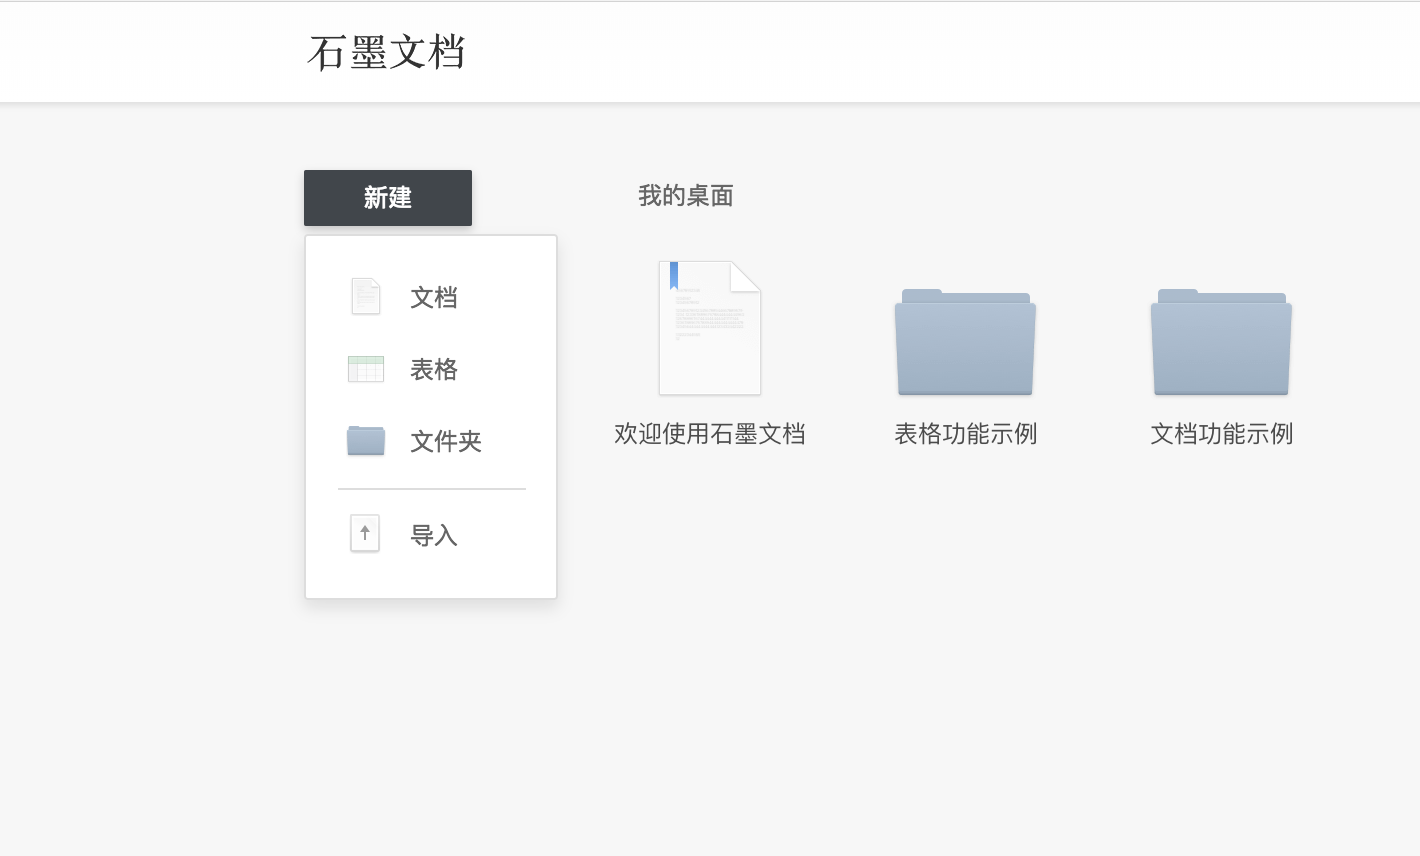 石墨文档
新建
文档
表格
文件夹
导入
我的桌面
欢迎使用石墨文档
表格功能示例
文档功能示例